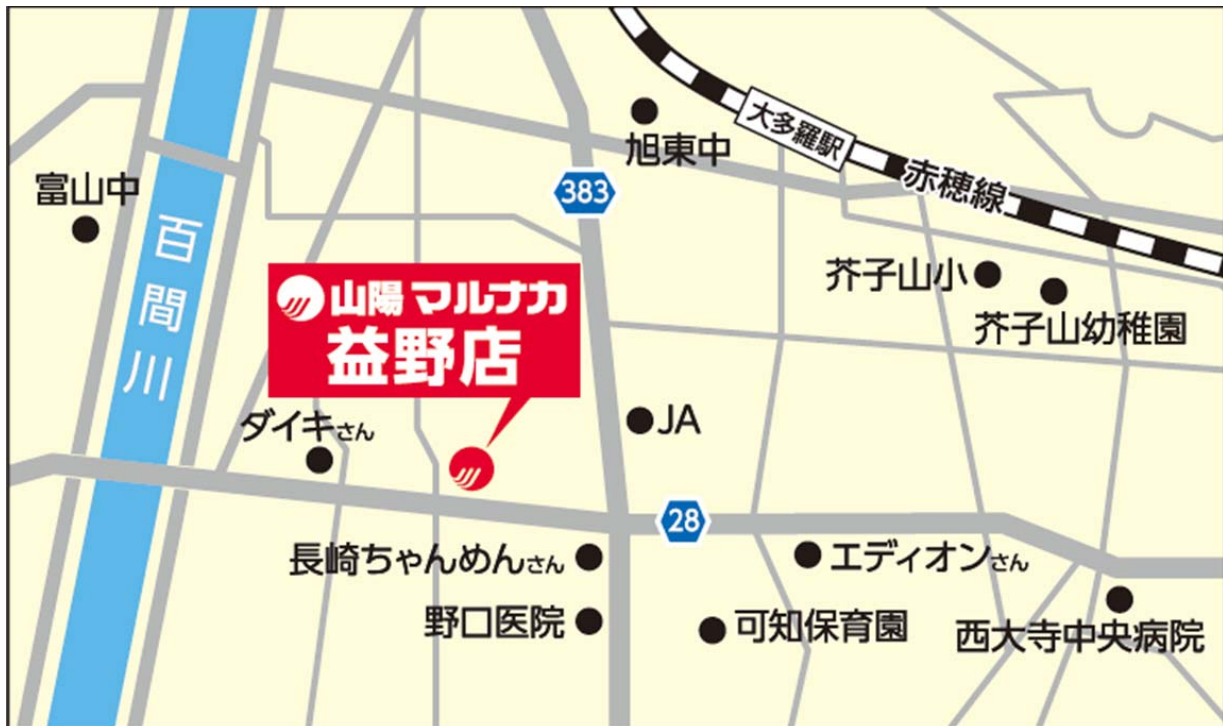 大多羅駅
旭東中
赤穂線
383
富山中
百間川
芥子山小
芥子山幼稚園
山陽 マルナカ
益野店
ダイキさん
JA
28
長崎ちゃんめんさん
エディオンさん
野口医院
可知保育園
西大寺中央病院